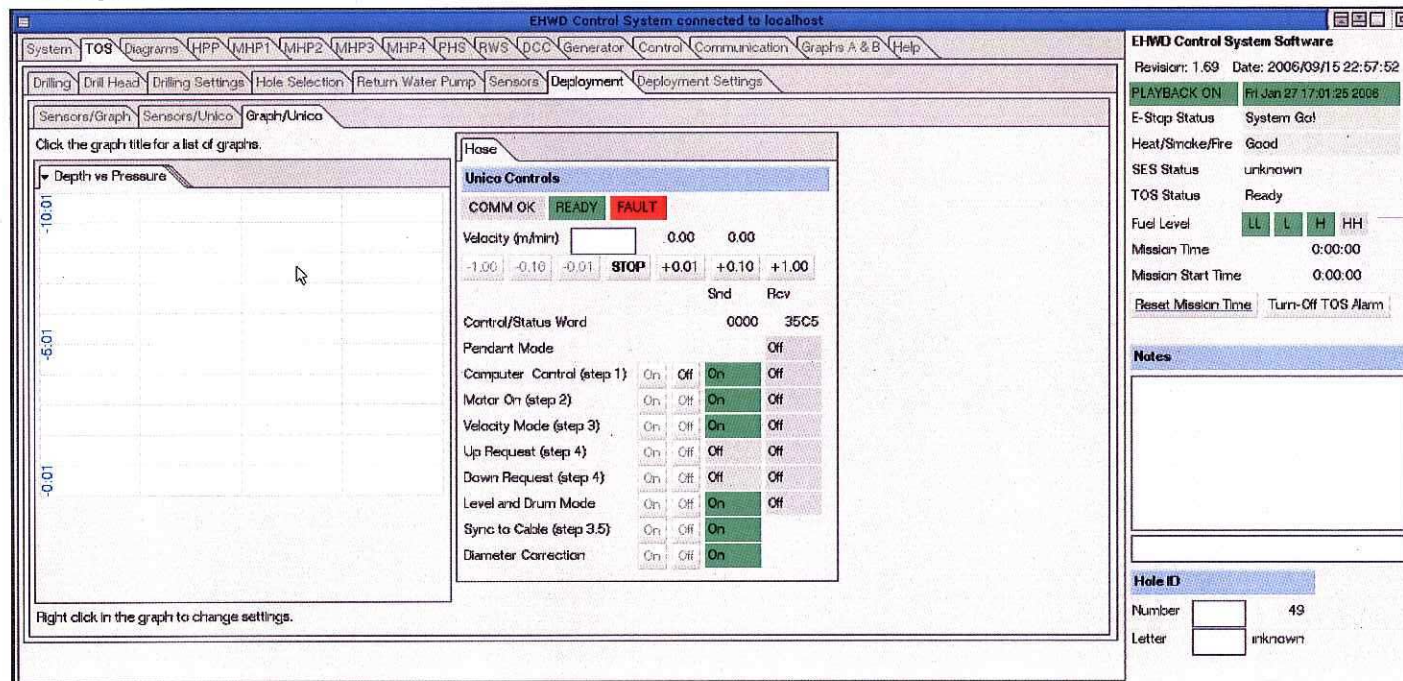 EHWD Control System connected to localhost
System TOS Diagrams HPP MHP1 MHP2 MHP3 MHP4 PHS RWS DCC Generator Control Communication Graphs A & B Help
Drilling Drill Head Drilling Settings Hole Selection Return Water Pump Sensors Deployment Deployment Settings
Sensors/Graph Sensors/Unico Graph/Unico
Click the graph title for a list of graphs.
Depth vs Pressure
-10:01
-5:01
-0:01
Right click in the graph to change settings.
Hose
Unico Controls
COMM OK READY FAULT
Velocity (m/min) 0.00 0.00
-1.00 -0.10 -0.01 STOP +0.01 +0.10 +1.00
Snd Rcv
Control/Status Word 0000 35C5
Pendant Mode Off
Computer Control (step 1) On Off On Off
Motor On (step 2) On Off On Off
Velocity Mode (step 3) On Off On Off
Up Request (step 4) On Off Off Off
Down Request (step 4) On Off Off Off
Level and Drum Mode On Off On Off
Sync to Cable (step 3.5) On Off On
Diameter Correction On Off On
EHWD Control System Software
Revision: 1.69 Date: 2006/09/15 22:57:52
PLAYBACK ON Fri Jan 27 17:01:25 2006
E-Stop Status System Go!
Heat/Smoke/Fire Good
SES Status unknown
TOS Status Ready
Fuel Level LL L H HH
Mission Time 0:00:00
Mission Start Time 0:00:00
Reset Mission Time Turn-Off TOS Alarm
Notes
Hole ID
Number 49
Letter inknown